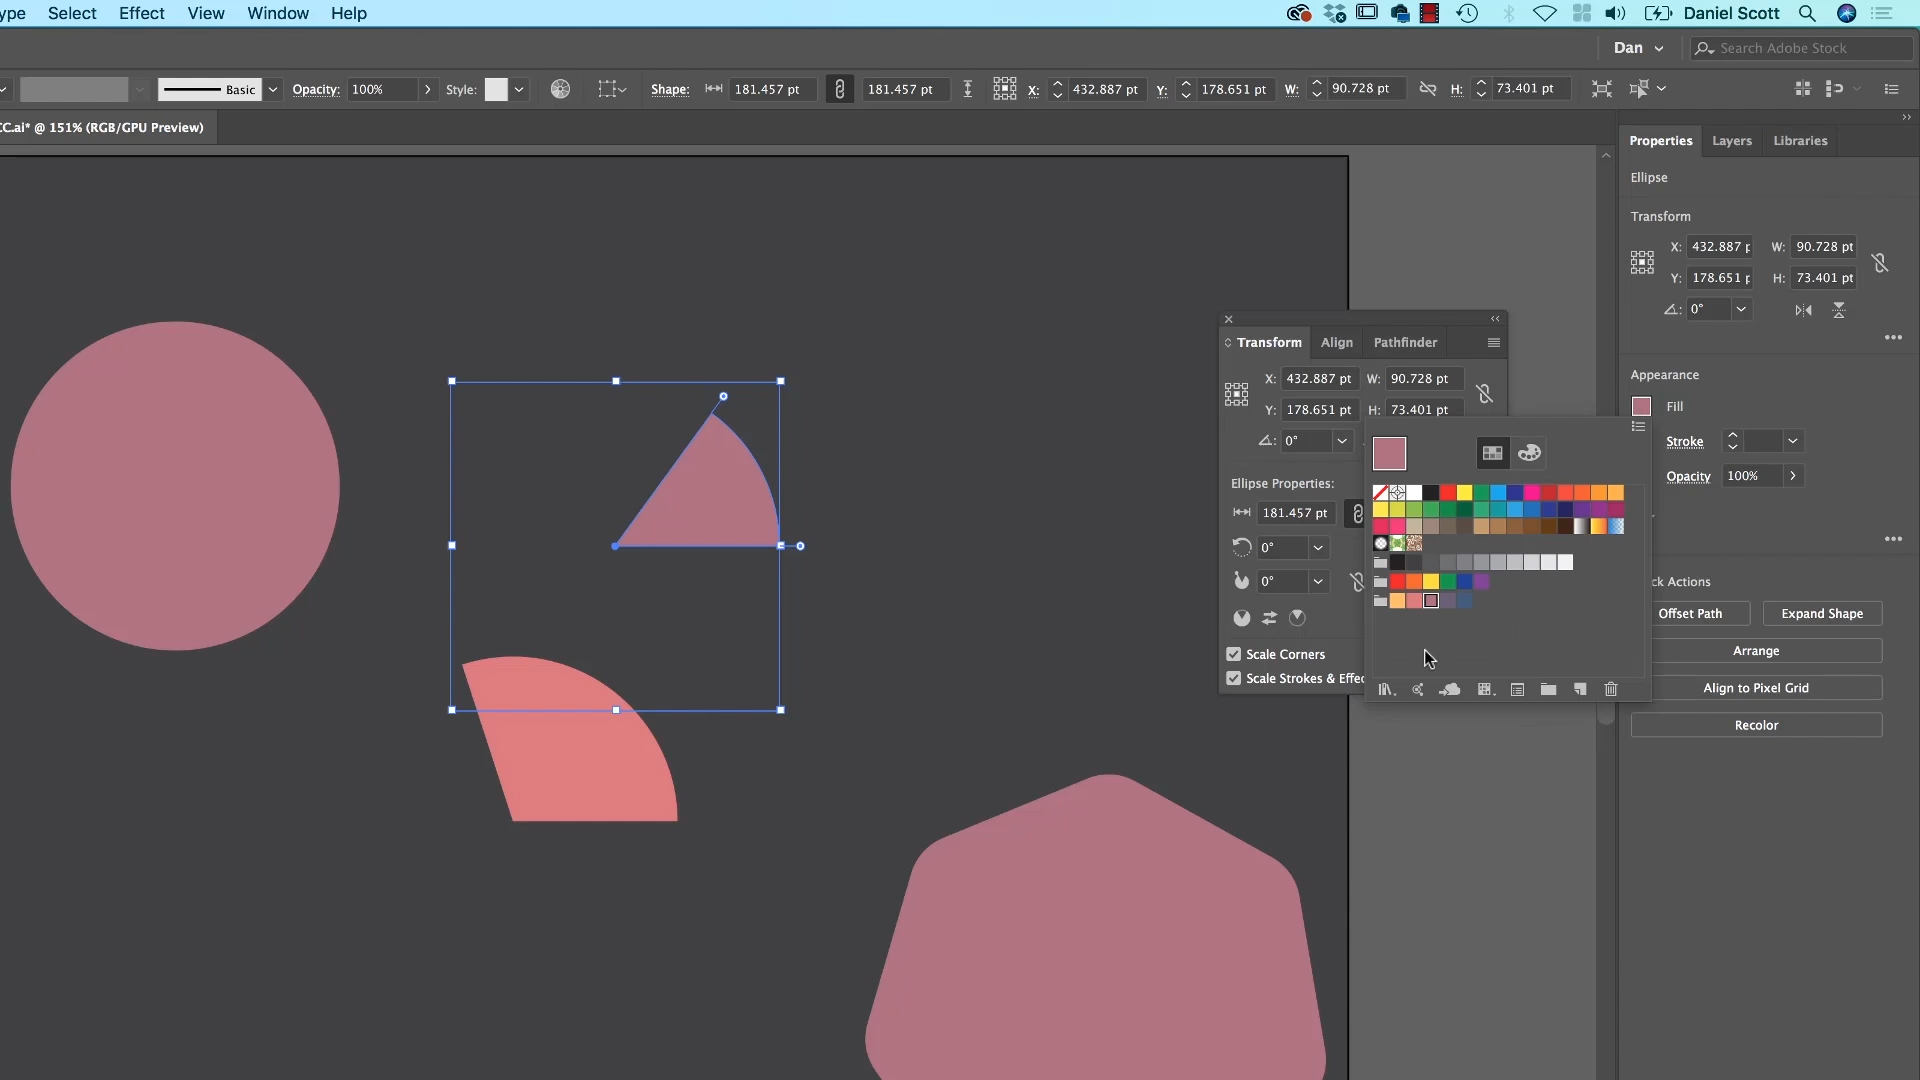 ype Select Effect View Window Help Daniel Scott
Dan Search Adobe Stock
Basic Opacity: 100% Style: Shape: 181.457 pt 181.457 pt X: 432.887 pt Y: 178.651 pt W: 90.728 pt H: 73.401 pt
CC.ai* @ 151% (RGB/GPU Preview)
Properties Layers Libraries
Ellipse
Transform
X: 432.887 p W: 90.728 pt
Y: 178.651 p H: 73.401 pt
0°
Appearance
Fill
Stroke
Opacity 100%
ck Actions
Offset Path Expand Shape
Arrange
Align to Pixel Grid
Recolor
Transform Align Pathfinder
X: 432.887 pt W: 90.728 pt
Y: 178.651 pt H: 73.401 pt
0°
Ellipse Properties:
181.457 pt
0°
0°
Scale Corners
Scale Strokes & Effec